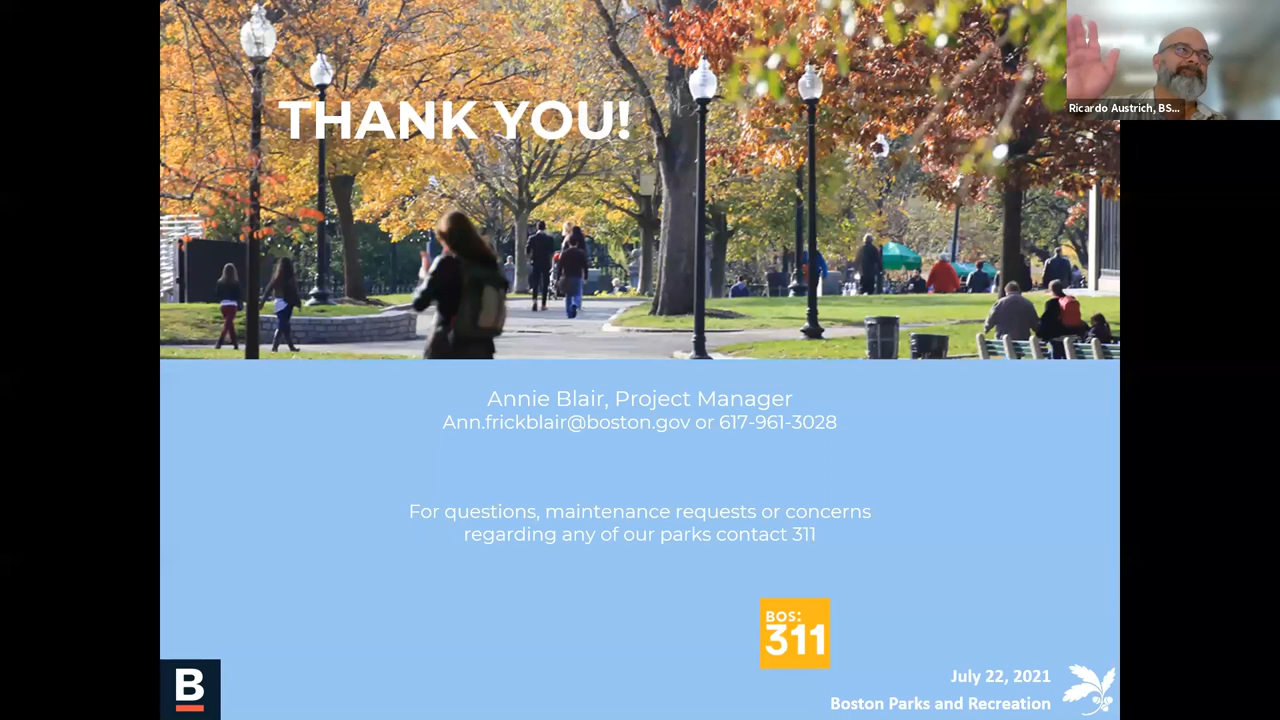 THANK YOU!
Ricardo Austrich, BS...
Annie Blair, Project Manager
Ann.frickblair@boston.gov or 617-961-3028
For questions, maintenance requests or concerns
regarding any of our parks contact 311
BOS:
311
B
July 22, 2021
Boston Parks and Recreation